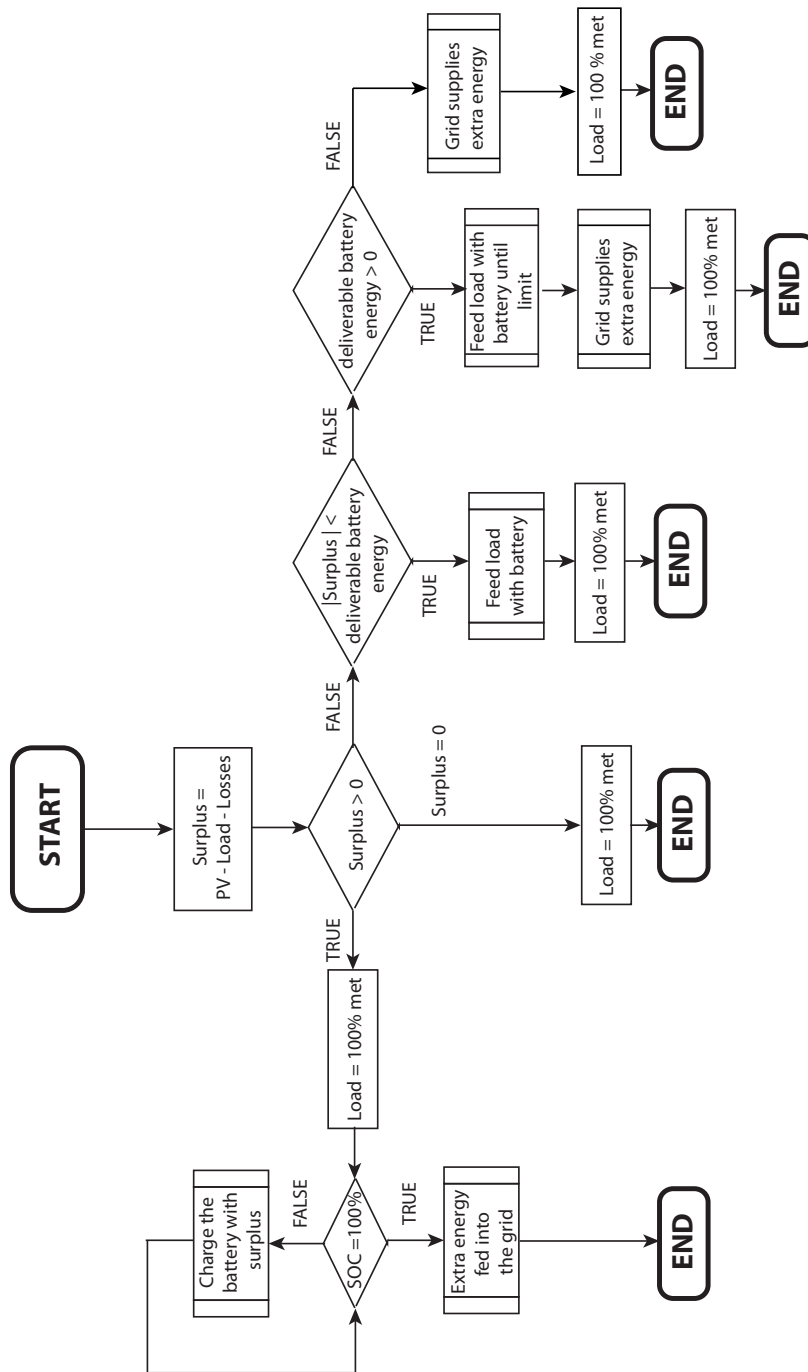 START
Surplus =
PV - Load - Losses
Surplus > 0
TRUE
FALSE
Surplus = 0
Load = 100% met
SOC =100%
FALSE
Charge the
battery with
surplus
TRUE
Extra energy
fed into
the grid
END
Load = 100% met
END
|Surplus| <
deliverable battery
energy
TRUE
FALSE
Feed load
with battery
Load = 100% met
END
deliverable battery
energy > 0
TRUE
FALSE
Feed load with
battery until
limit
Grid supplies
extra energy
Load = 100% met
END
Grid supplies
extra energy
Load = 100 % met
END